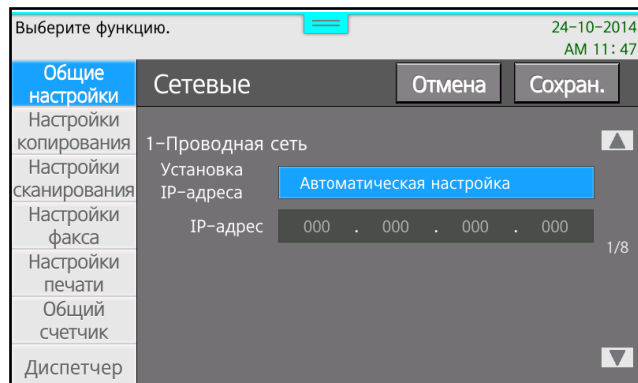 Выберите функцию.
24-10-2014
AM 11:47
Общие
настройки
Сетевые
Отмена
Сохран.
Настройки
копирования
Настройки
сканирования
Настройки
факса
Настройки
печати
Общий
счетчик
Диспетчер
1-Проводная сеть
Установка
IP-адреса
Автоматическая настройка
IP-адрес
000 . 000 . 000 . 000
1/8